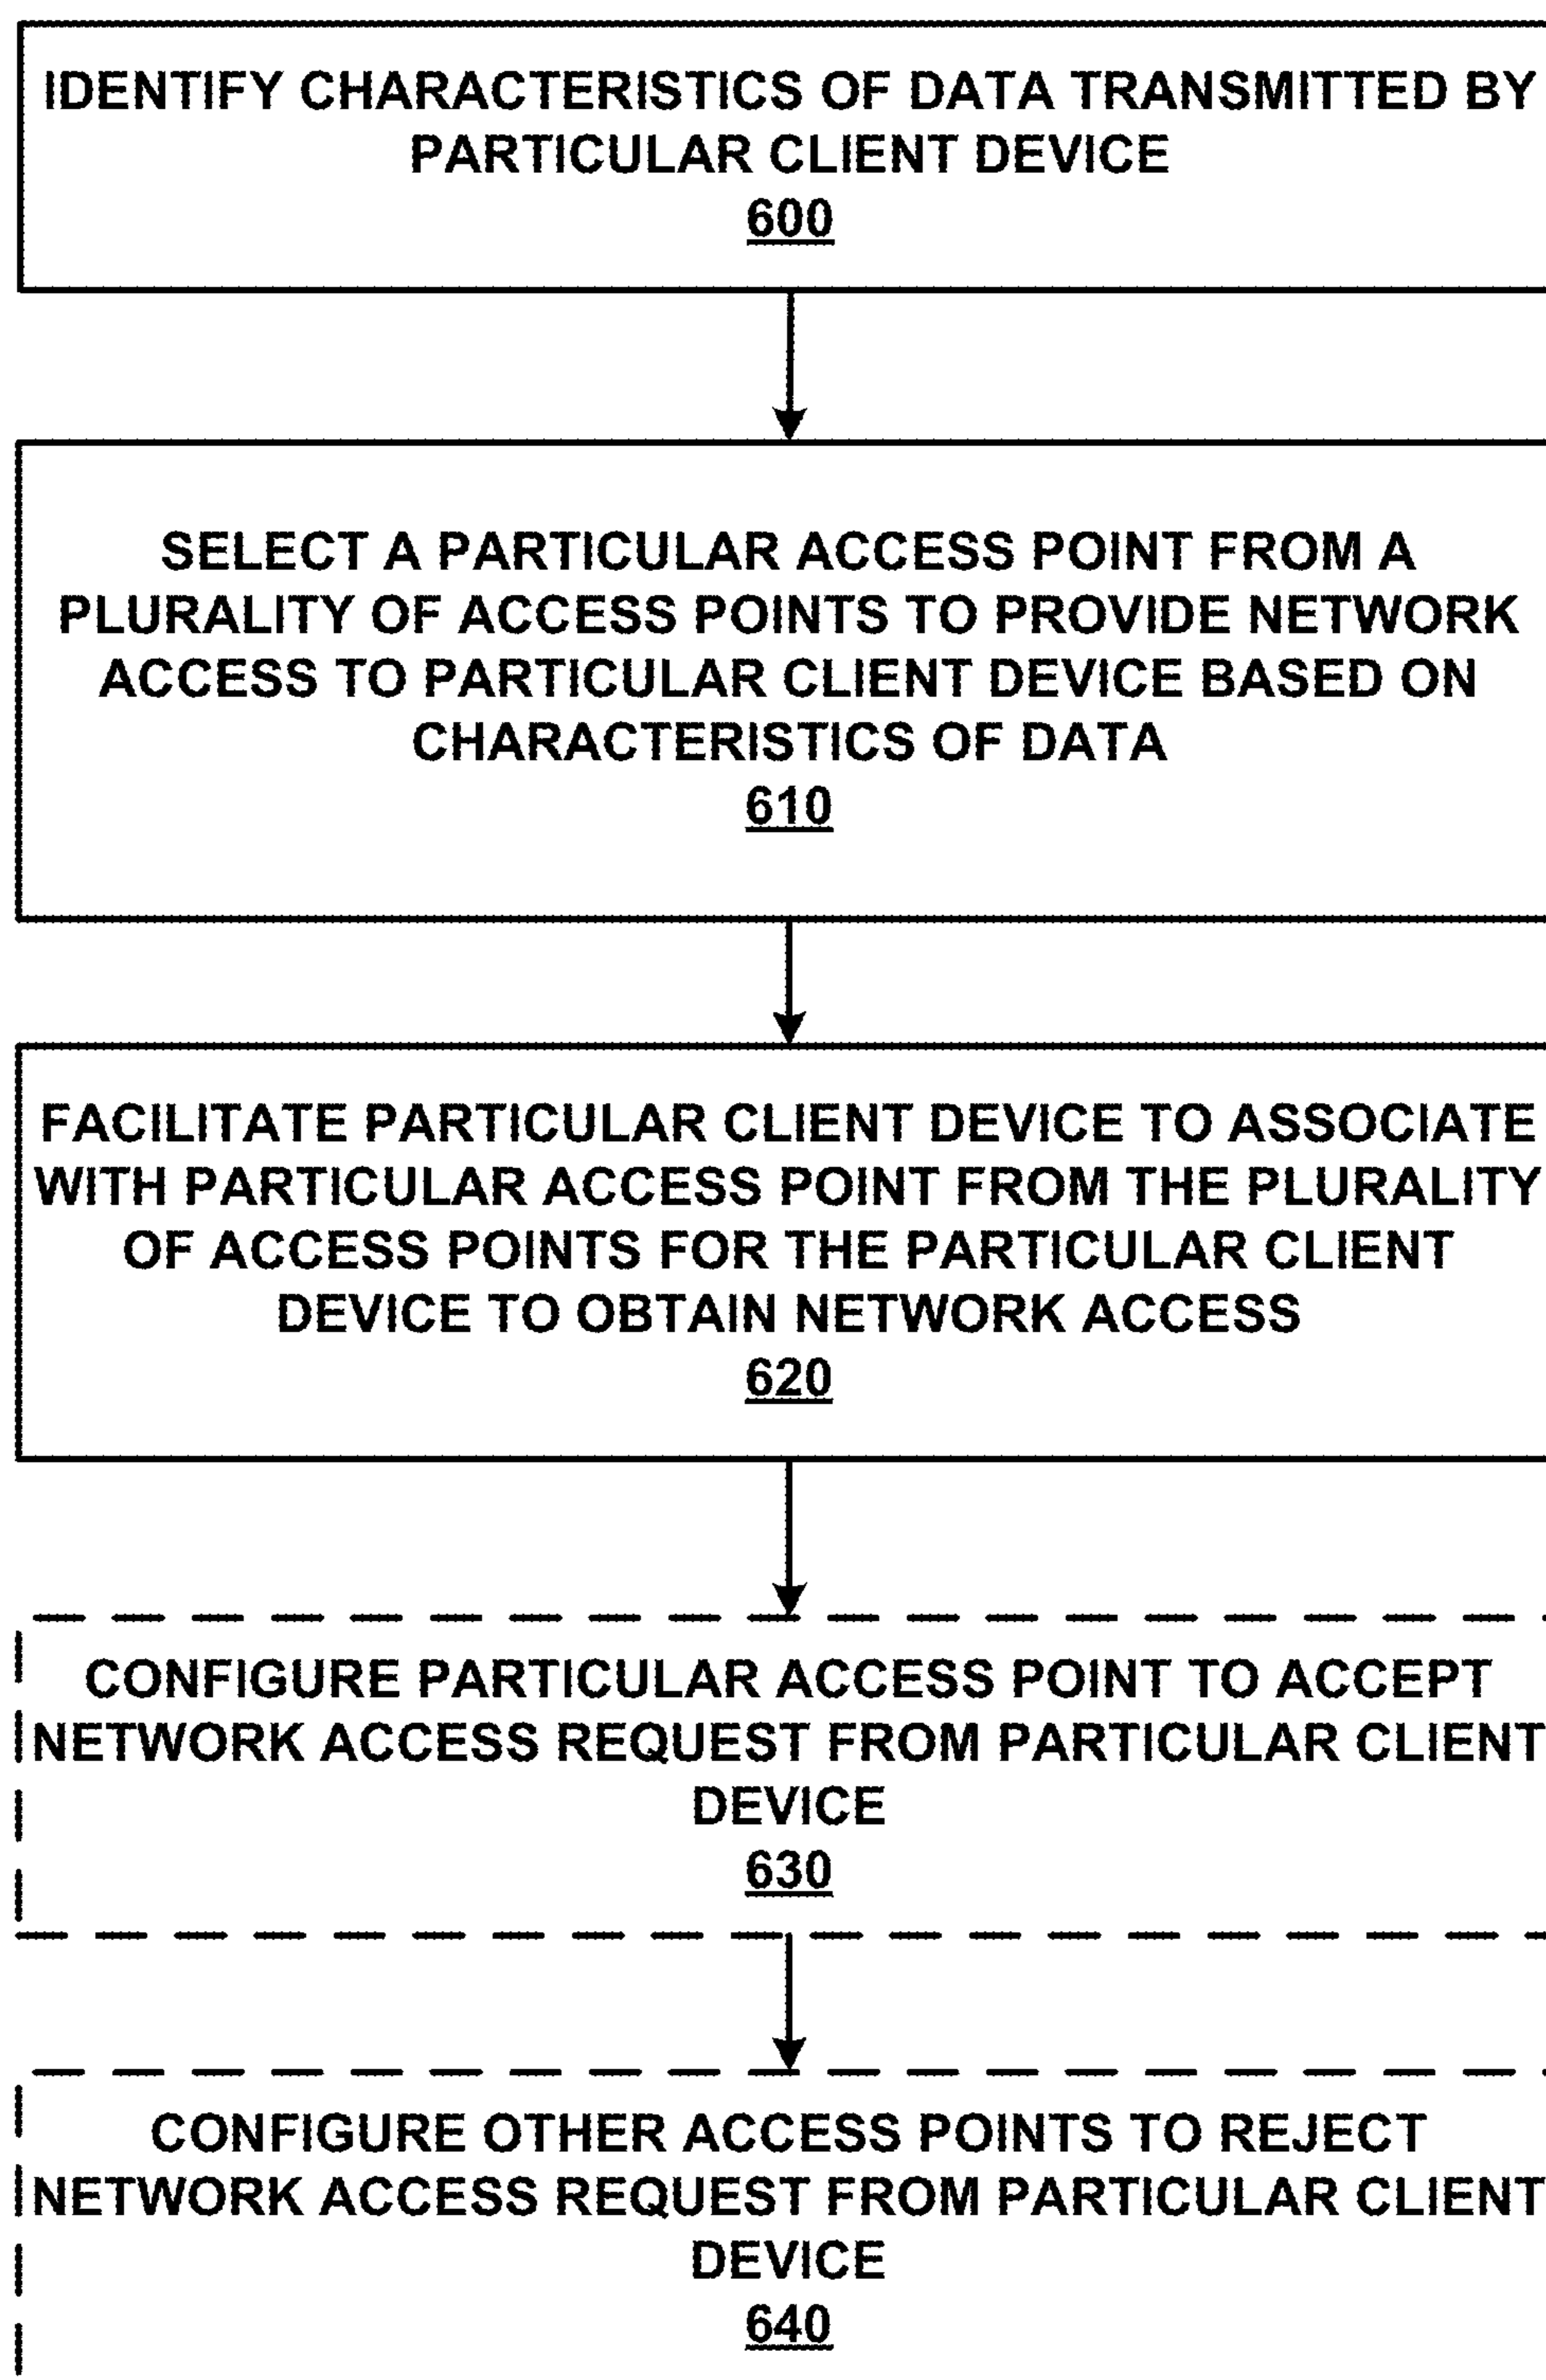 IDENTIFY CHARACTERISTICS OF DATA TRANSMITTED BY
PARTICULAR CLIENT DEVICE
600
SELECT A PARTICULAR ACCESS POINT FROM A
PLURALITY OF ACCESS POINTS TO PROVIDE NETWORK
ACCESS TO PARTICULAR CLIENT DEVICE BASED ON
CHARACTERISTICS OF DATA
610
FACILITATE PARTICULAR CLIENT DEVICE TO ASSOCIATE
WITH PARTICULAR ACCESS POINT FROM THE PLURALITY
OF ACCESS POINTS FOR THE PARTICULAR CLIENT
DEVICE TO OBTAIN NETWORK ACCESS
620
CONFIGURE PARTICULAR ACCESS POINT TO ACCEPT
NETWORK ACCESS REQUEST FROM PARTICULAR CLIENT
DEVICE
630
CONFIGURE OTHER ACCESS POINTS TO REJECT
NETWORK ACCESS REQUEST FROM PARTICULAR CLIENT
DEVICE
640